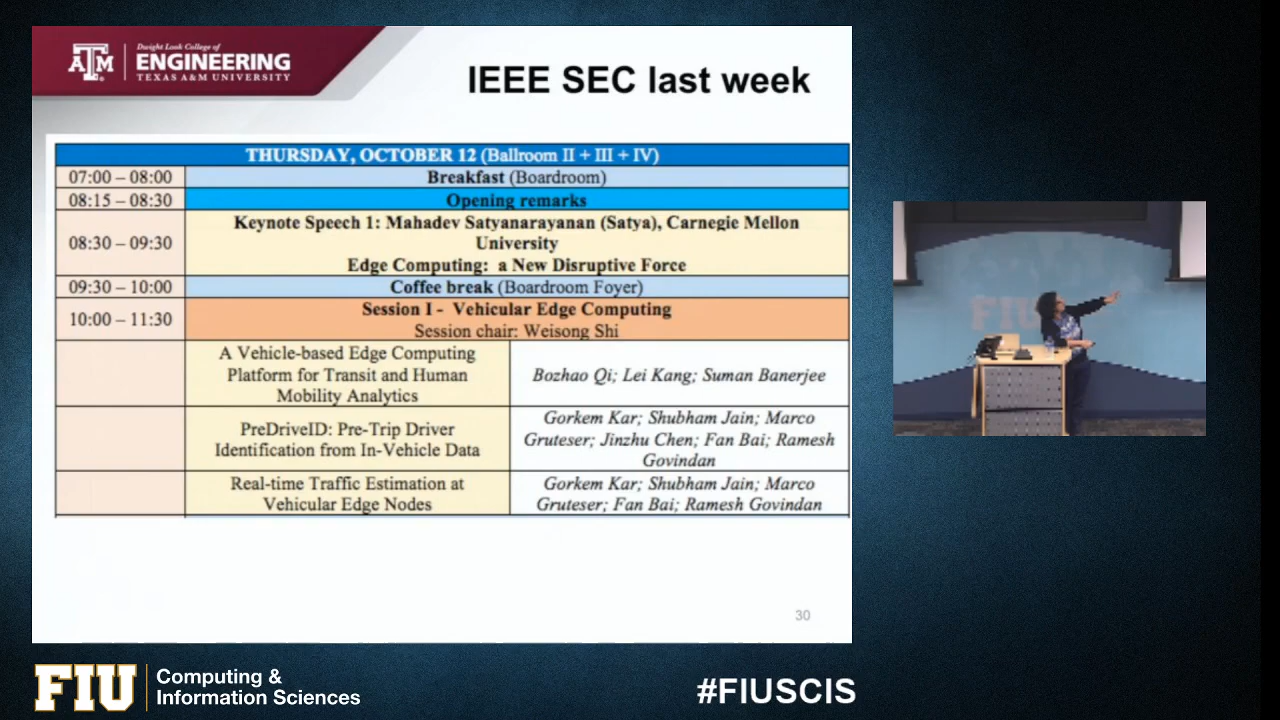 Dwight Look College of
ENGINEERING
TEXAS A&M UNIVERSITY
ATM
IEEE SEC last week
THURSDAY, OCTOBER 12 (Ballroom II + III + IV)
07:00 – 08:00 Breakfast (Boardroom)
08:15 – 08:30 Opening remarks
08:30 – 09:30
Keynote Speech 1: Mahadev Satyanarayanan (Satya), Carnegie Mellon
University
Edge Computing: a New Disruptive Force
09:30 – 10:00 Coffee break (Boardroom Foyer)
10:00 – 11:30
Session I - Vehicular Edge Computing
Session chair: Weisong Shi
A Vehicle-based Edge Computing
Platform for Transit and Human
Mobility Analytics
Bozhao Qi; Lei Kang; Suman Banerjee
PreDriveID: Pre-Trip Driver
Identification from In-Vehicle Data
Gorkem Kar; Shubham Jain; Marco
Gruteser; Jinzhu Chen; Fan Bai; Ramesh
Govindan
Real-time Traffic Estimation at
Vehicular Edge Nodes
Gorkem Kar; Shubham Jain; Marco
Gruteser; Fan Bai; Ramesh Govindan
30
FIU
FIU
Computing &
Information Sciences
#FIUSCIS